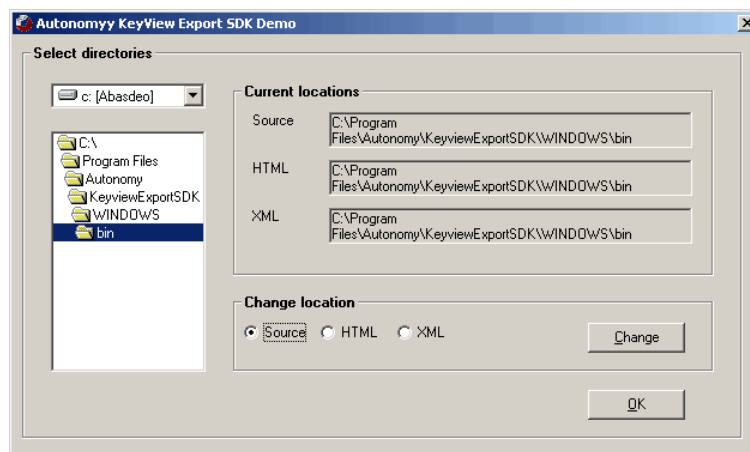 Autonomyy KeyView Export SDK Demo
Select directories
c: [Abasdeo]
C:\
Program Files
Autonomy
KeyviewExportSDK
WINDOWS
bin
Current locations
Source
C:\Program
Files\Autonomy\KeyviewExportSDK\WINDOWS\bin
HTML
C:\Program
Files\Autonomy\KeyviewExportSDK\WINDOWS\bin
XML
C:\Program
Files\Autonomy\KeyviewExportSDK\WINDOWS\bin
Change location
Source HTML XML
Change
OK